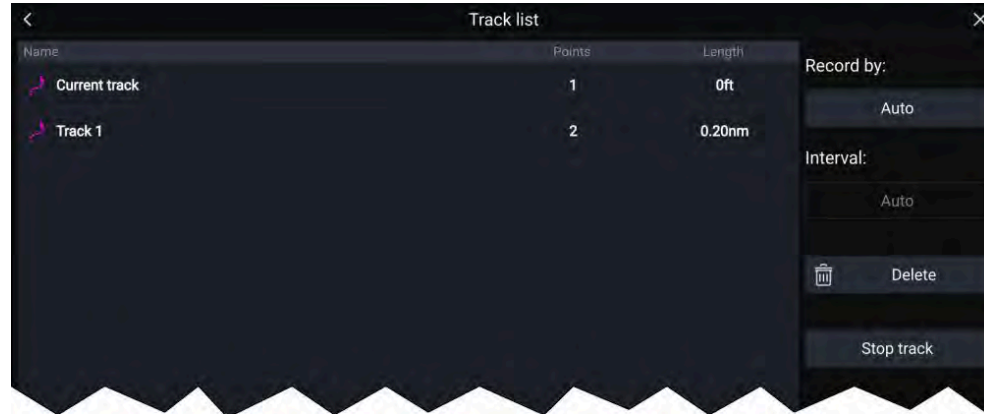 Track list
Name Points Length
Current track 1 0ft
Track 1 2 0.20nm
Record by:
Auto
Interval:
Auto
Delete
Stop track